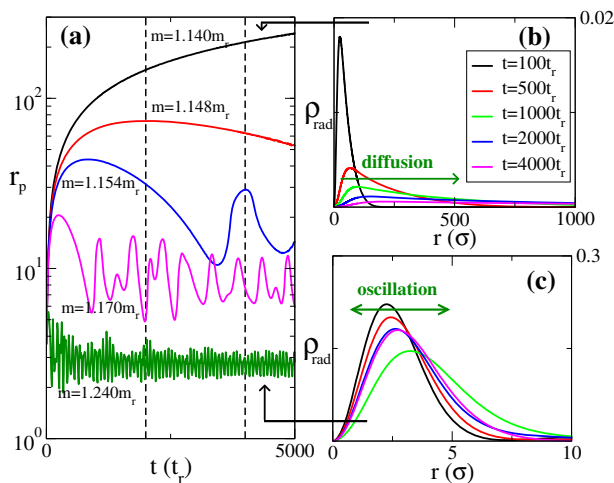 (a)
m=1.140m_r
m=1.148m_r
m=1.154m_r
m=1.170m_r
m=1.240m_r
r_p
10^2
10^1
10^0
0
5000
t (t_r)
0.02
(b)
ρ_rad
t=100t_r
t=500t_r
t=1000t_r
t=2000t_r
t=4000t_r
diffusion
0
500
1000
r (σ)
0.3
(c)
oscillation
ρ_rad
0
5
10
r (σ)